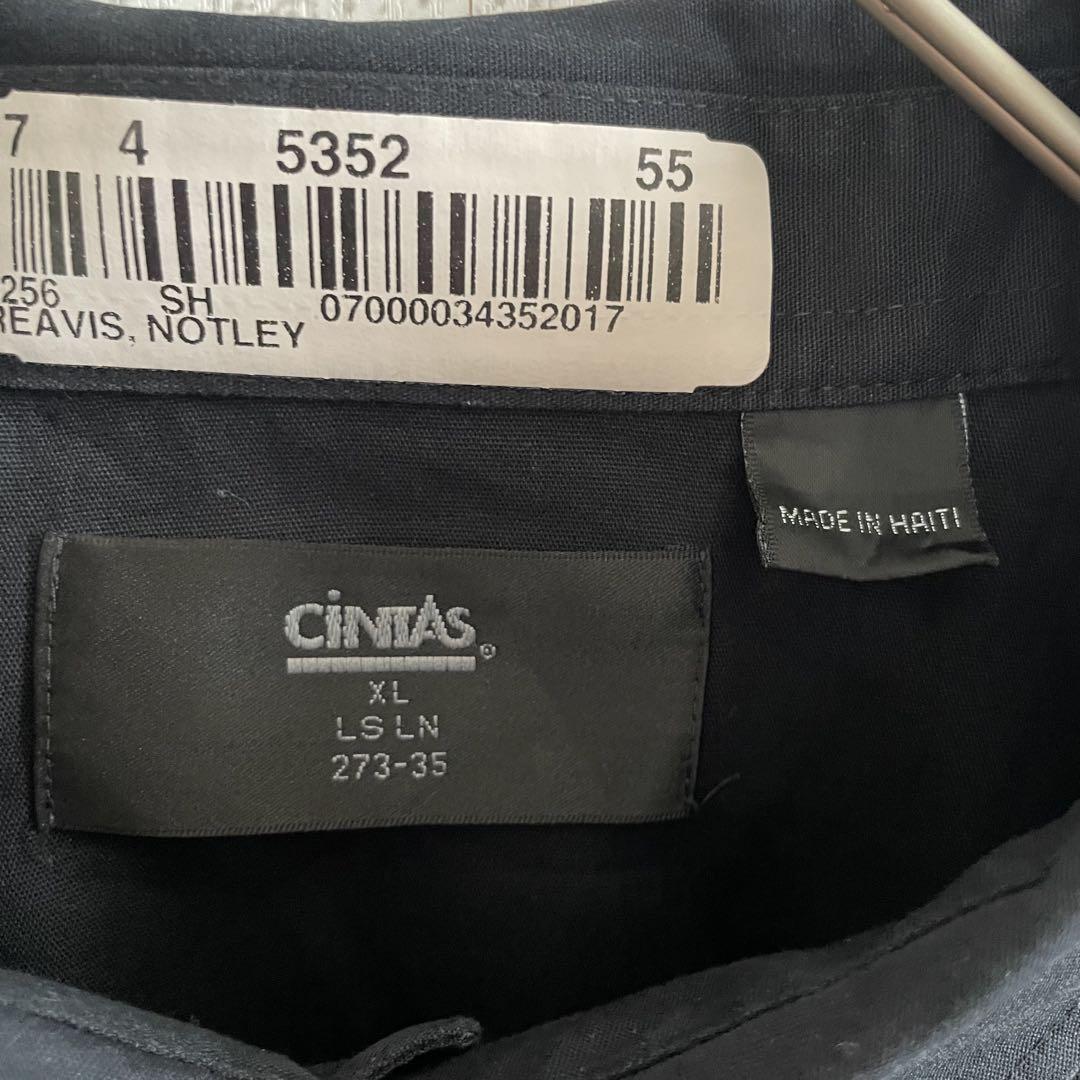 7 4 5352 55
256 SH 07000034352017
REAVIS, NOTLEY
MADE IN HAITI
CiNTAS®
XL
LS LN
273-35